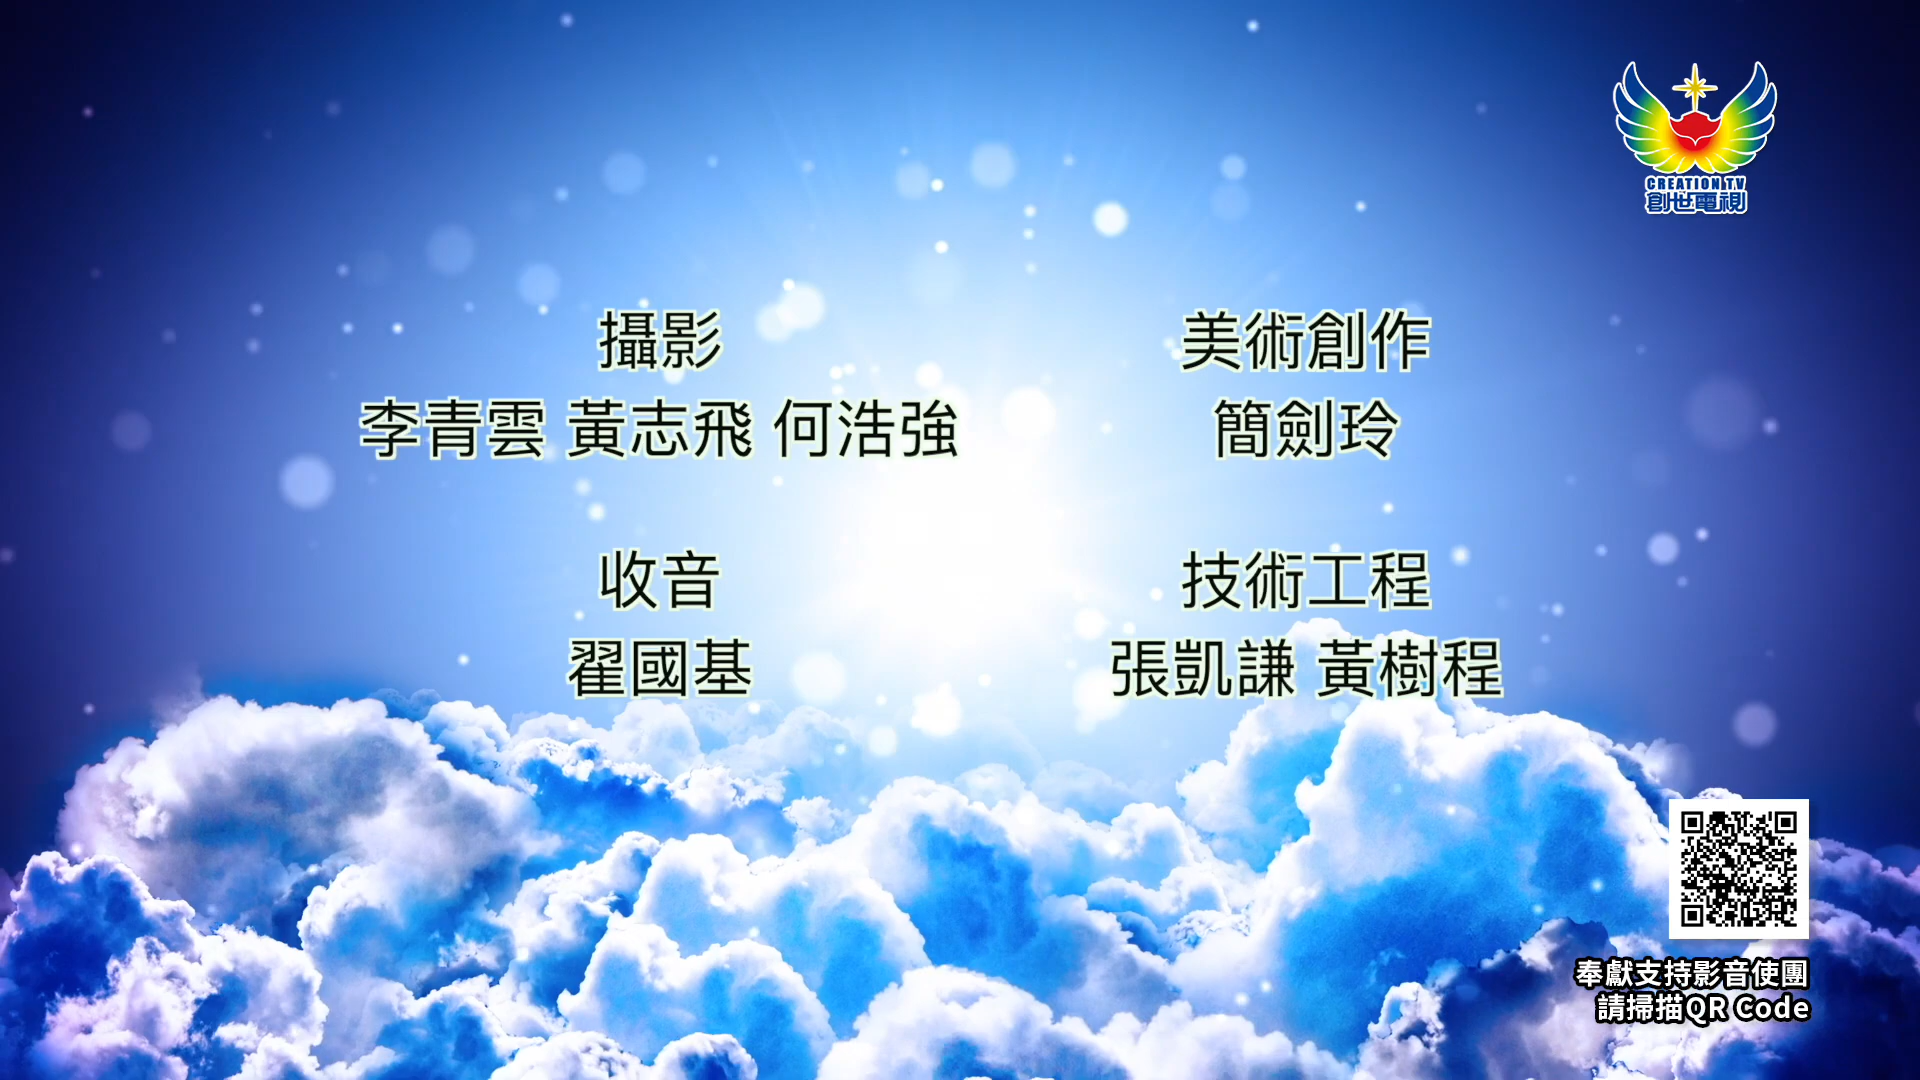 CREATION TV
創世電視
攝影
李青雲 黃志飛 何浩強
美術創作
簡劍玲
收音
翟國基
技術工程
張凱謙 黃樹程
奉獻支持影音使團
請掃描QR Code